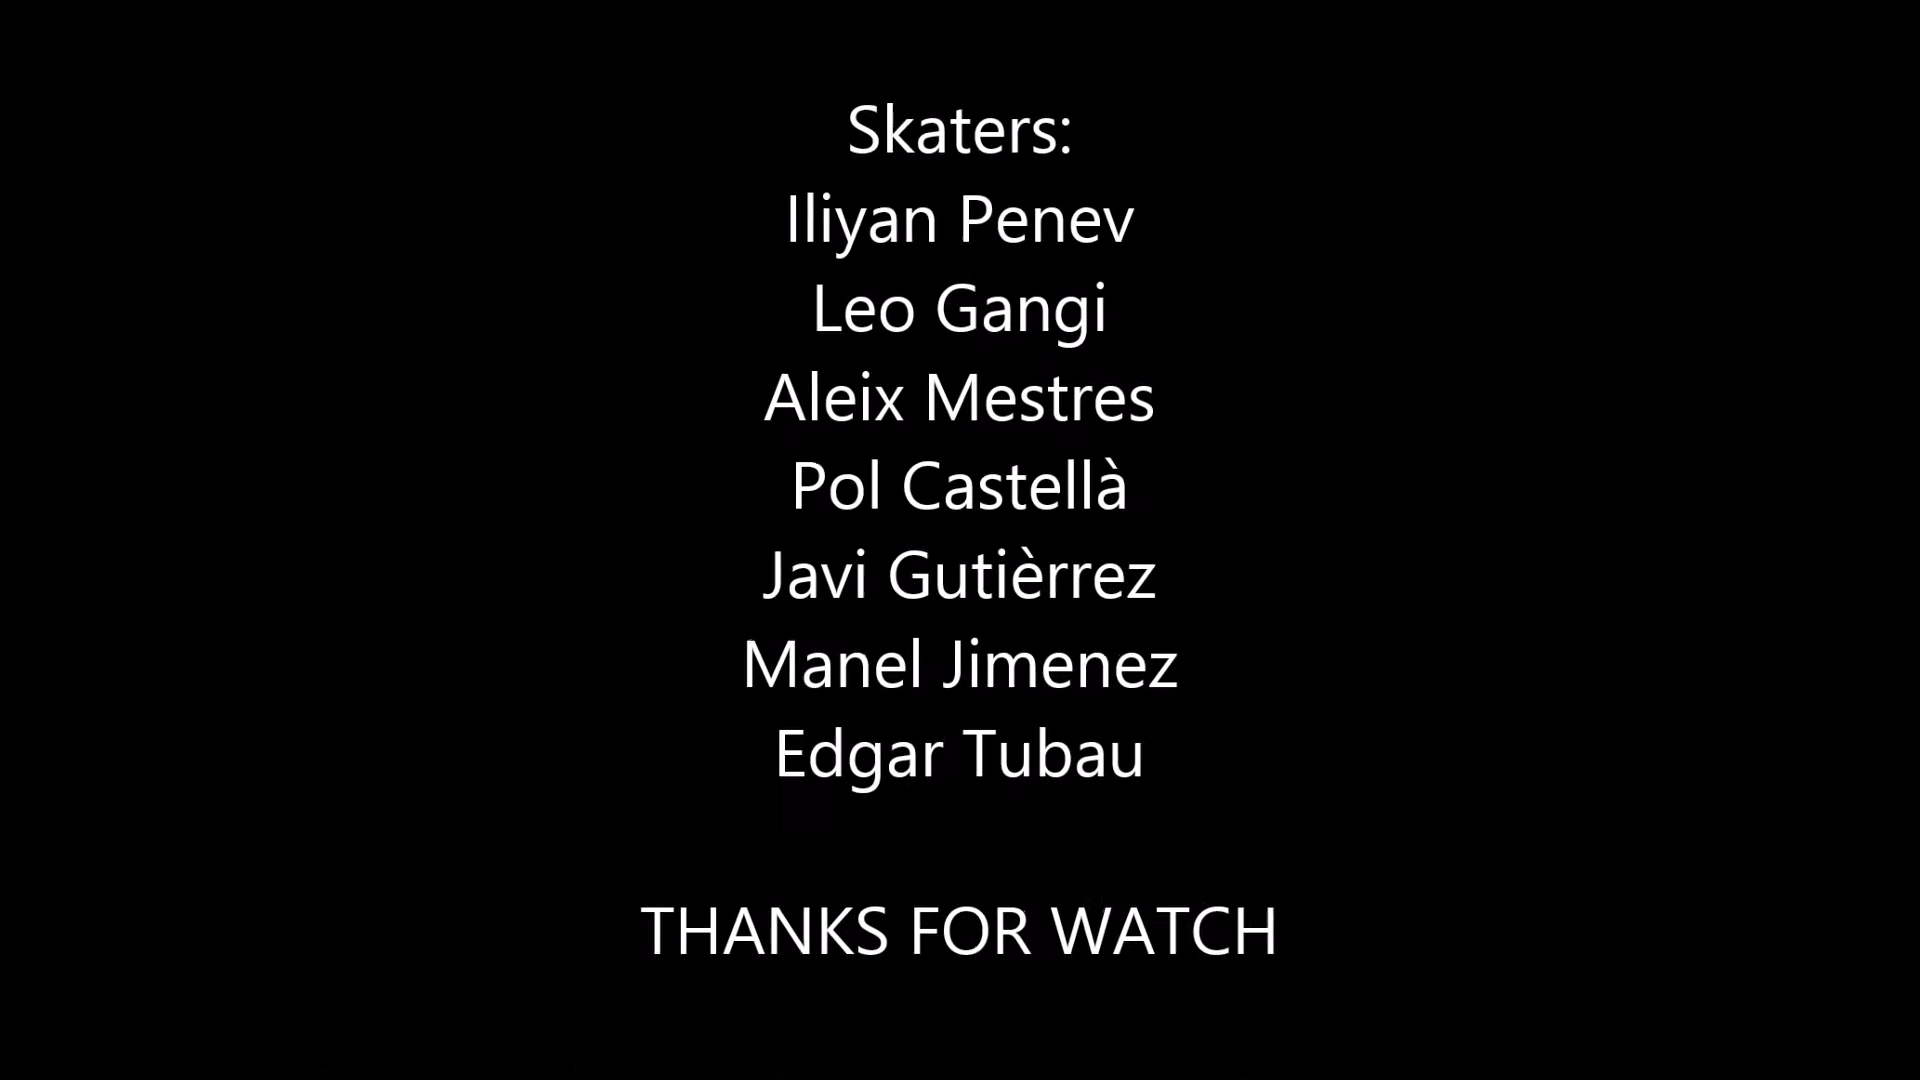 Skaters:
Iliyan Penev
Leo Gangi
Aleix Mestres
Pol Castellà
Javi Gutièrrez
Manel Jimenez
Edgar Tubau
THANKS FOR WATCH